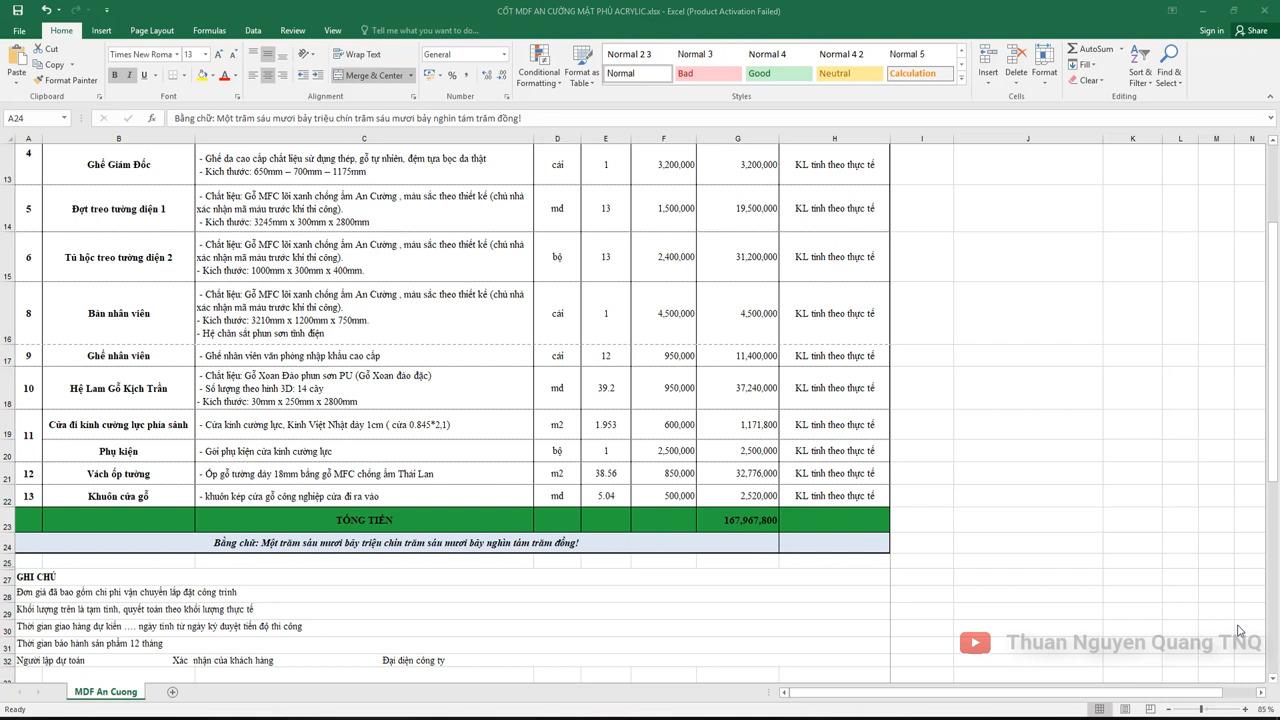 CỐT MDF AN CƯỜNG MẶT PHỦ ACRYLIC.xlsx - Excel (Product Activation Failed)
File Home Insert Page Layout Formulas Data Review View Tell me what you want to do... Sign in Share
Paste Cut Copy Format Painter Clipboard
Times New Roma 13 B I U Font
Wrap Text Merge & Center Alignment
General % , Number
Conditional Formatting Format as Table
Normal 2 3 Normal 3 Normal 4 Normal 4 2 Normal 5
Normal Bad Good Neutral Calculation
Styles
Insert Delete Format Cells
AutoSum Fill Clear Sort & Filter Find & Select Editing
A24 fx Bằng chữ: Một trăm sáu mươi bảy triệu chín trăm sáu mươi bảy nghìn tám trăm đồng!
A B C D E F G H I J K L M N
13 4 Ghế Giám Đốc - Ghế da cao cấp chất liệu sử dụng thép, gỗ tự nhiên, đệm tựa bọc da thật cái 1 3,200,000 3,200,000 KL tính theo thực tế
- Kích thước: 650mm – 700mm - 1175mm
14 5 Đợt treo tường diện 1 - Chất liệu: Gỗ MFC lõi xanh chống ẩm An Cường , màu sắc theo thiết kế (chủ nhà md 13 1,500,000 19,500,000 KL tính theo thực tế
xác nhận mã màu trước khi thi công).
- Kích thước: 3245mm x 300mm x 2800mm
15 6 Tủ hộc treo tường diện 2 - Chất liệu: Gỗ MFC lõi xanh chống ẩm An Cường , màu sắc theo thiết kế (chủ nhà bộ 13 2,400,000 31,200,000 KL tính theo thực tế
xác nhận mã màu trước khi thi công).
- Kích thước: 1000mm x 300mm x 400mm.
16 8 Bàn nhân viên - Chất liệu: Gỗ MFC lõi xanh chống ẩm An Cường , màu sắc theo thiết kế (chủ nhà cái 1 4,500,000 4,500,000 KL tính theo thực tế
xác nhận mã màu trước khi thi công).
- Kích thước: 3210mm x 1200mm x 750mm.
- Hệ chân sắt phun sơn tĩnh điện
17 9 Ghế nhân viên - Ghế nhân viên văn phòng nhập khẩu cao cấp cái 12 950,000 11,400,000 KL tính theo thực tế
18 10 Hệ Lam Gỗ Kịch Trần - Chất liệu: Gỗ Xoan Đào phun sơn PU (Gỗ Xoan đào đặc) md 39.2 950,000 37,240,000 KL tính theo thực tế
- Số lượng theo hình 3D: 14 cây
- Kích thước: 30mm x 250mm x 2800mm
19 11 Cửa đi kính cường lực phía sảnh - Cửa kính cường lực, Kính Việt Nhật dày 1cm ( cửa 0.845*2,1) m2 1.953 600,000 1,171,800 KL tính theo thực tế
20 Phụ kiện - Gói phụ kiện cửa kính cường lực bộ 1 2,500,000 2,500,000 KL tính theo thực tế
21 12 Vách ốp tường - Ốp gỗ tường dày 18mm bằng gỗ MFC chống ẩm Thái Lan m2 38.56 850,000 32,776,000 KL tính theo thực tế
22 13 Khuôn cửa gỗ - khuôn kép cửa gỗ công nghiệp cửa đi ra vào md 5.04 500,000 2,520,000 KL tính theo thực tế
23 TỔNG TIỀN 167,967,800
24 Bằng chữ: Một trăm sáu mươi bảy triệu chín trăm sáu mươi bảy nghìn tám trăm đồng!
25
27 GHI CHÚ
28 Đơn giá đã bao gồm chi phí vận chuyển lắp đặt công trình
29 Khối lượng trên là tạm tính, quyết toán theo khối lượng thực tế
30 Thời gian giao hàng dự kiến …. ngày tính từ ngày ký duyệt tiến độ thi công
31 Thời gian bảo hành sản phẩm 12 tháng
32 Người lập dự toán Xác nhận của khách hàng Đại diện công ty
Thuan Nguyen Quang TNQ
MDF An Cuong
Ready 85 %